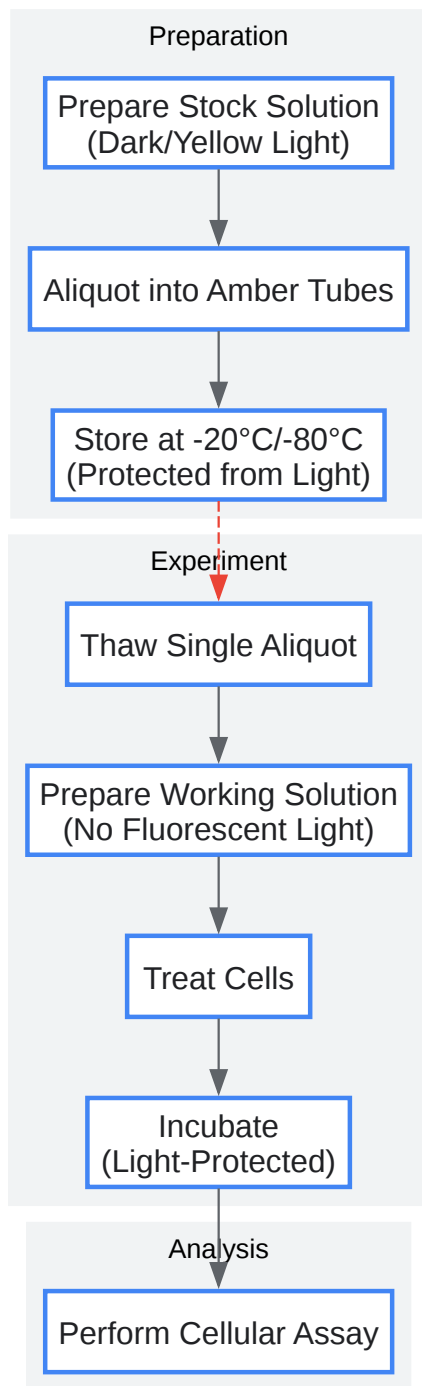 Preparation
Prepare Stock Solution
(Dark/Yellow Light)
Aliquot into Amber Tubes
Store at -20°C/-80°C
(Protected from Light)
Experiment
Thaw Single Aliquot
Prepare Working Solution
(No Fluorescent Light)
Treat Cells
Incubate
(Light-Protected)
Analysis
Perform Cellular Assay